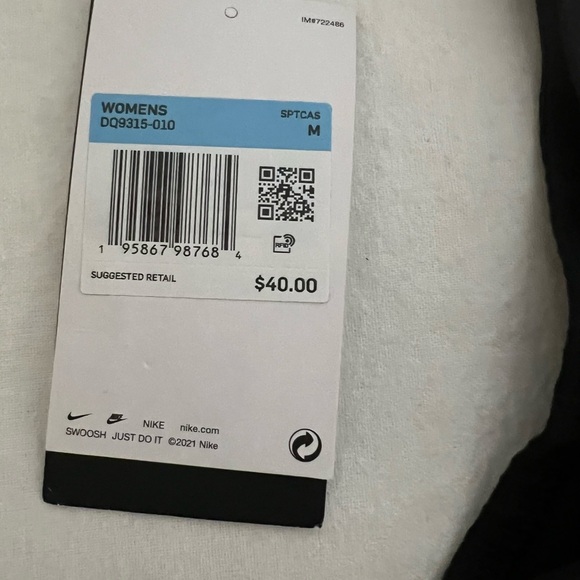 IM#722486
WOMENS
DQ9315-010
SPTCAS
M
1 95867 98768 4
RFID
SUGGESTED RETAIL
$40.00
NIKE nike.com
SWOOSH JUST DO IT ©2021 Nike